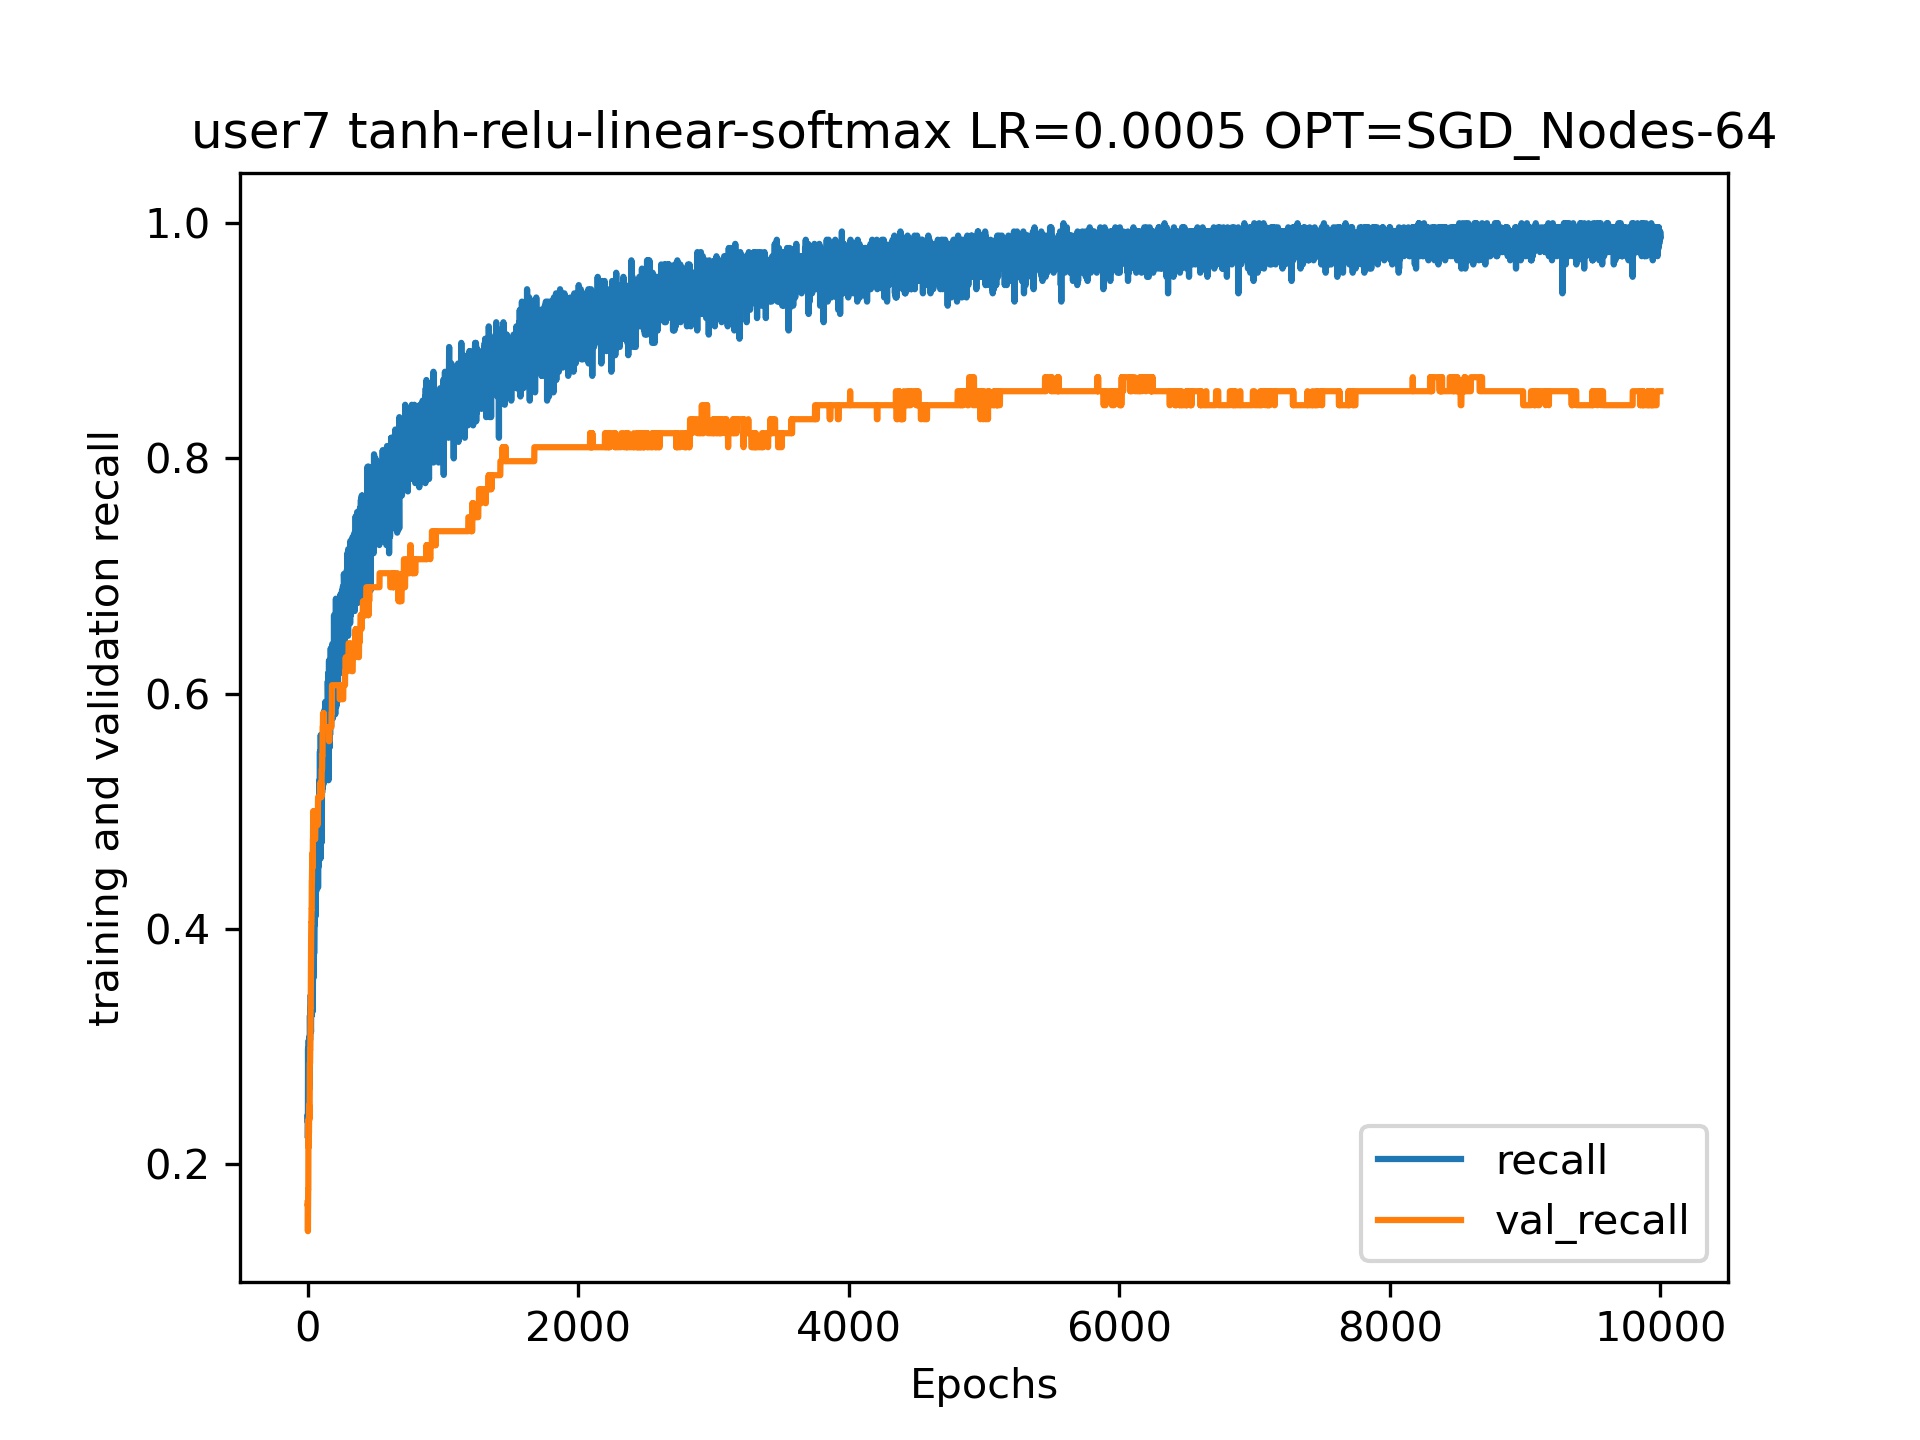 user7 tanh-relu-linear-softmax LR=0.0005 OPT=SGD_Nodes-64
training and validation recall
1.0
0.8
0.6
0.4
0.2
0 2000 4000 6000 8000 10000
Epochs
recall
val_recall